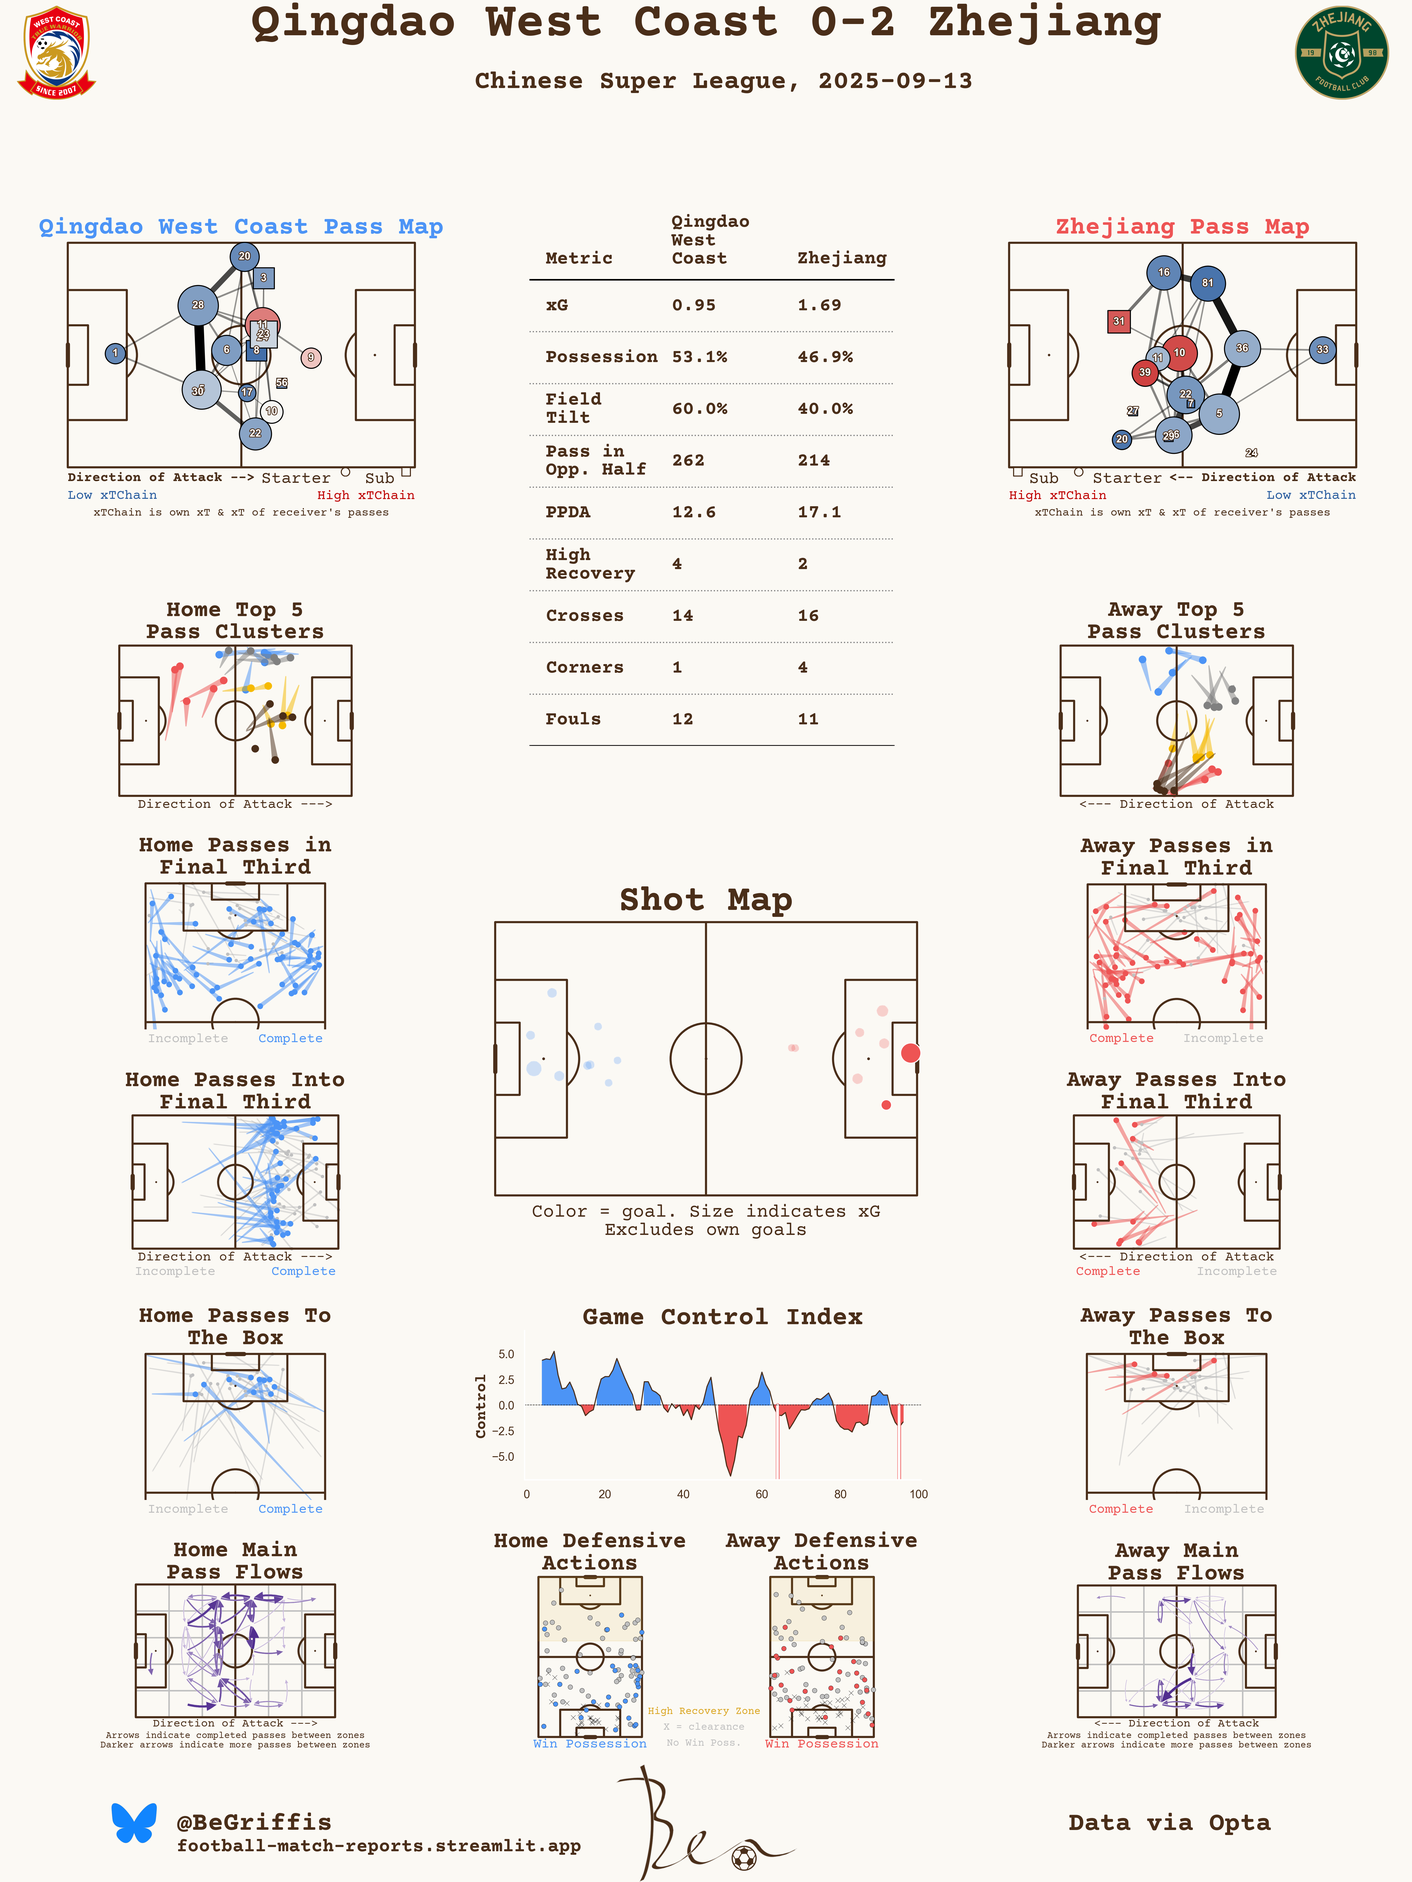 Qingdao West Coast 0-2 Zhejiang
Chinese Super League, 2025-09-13
WEST COAST
TRUE WARRIOR
SINCE 2007
ZHEJIANG
19 98
FOOTBALL CLUB
Qingdao West Coast Pass Map
20
3
28
11
23
6
8
1
9
56
30
17
10
22
Direction of Attack --> Starter Sub
Low xTChain High xTChain
xTChain is own xT & xT of receiver's passes
Metric Qingdao West Coast Zhejiang
xG 0.95 1.69
Possession 53.1% 46.9%
Field Tilt 60.0% 40.0%
Pass in Opp. Half 262 214
PPDA 12.6 17.1
High Recovery 4 2
Crosses 14 16
Corners 1 4
Fouls 12 11
Zhejiang Pass Map
16
81
31
36
33
11
10
39
22
7
27
5
20
29
24
Sub Starter <-- Direction of Attack
High xTChain Low xTChain
xTChain is own xT & xT of receiver's passes
Home Top 5
Pass Clusters
Direction of Attack --->
Away Top 5
Pass Clusters
<--- Direction of Attack
Home Passes in
Final Third
Incomplete Complete
Away Passes in
Final Third
Complete Incomplete
Shot Map
Color = goal. Size indicates xG
Excludes own goals
Home Passes Into
Final Third
Direction of Attack --->
Incomplete Complete
Away Passes Into
Final Third
<--- Direction of Attack
Complete Incomplete
Home Passes To
The Box
Incomplete Complete
Game Control Index
Control
5.0
2.5
0.0
−2.5
−5.0
0 20 40 60 80 100
Away Passes To
The Box
Complete Incomplete
Home Main
Pass Flows
Direction of Attack --->
Arrows indicate completed passes between zones
Darker arrows indicate more passes between zones
Home Defensive
Actions
Win Possession
High Recovery Zone
X = clearance
No Win Poss.
Away Defensive
Actions
Win Possession
Away Main
Pass Flows
<--- Direction of Attack
Arrows indicate completed passes between zones
Darker arrows indicate more passes between zones
@BeGriffis
football-match-reports.streamlit.app
Ben
Data via Opta